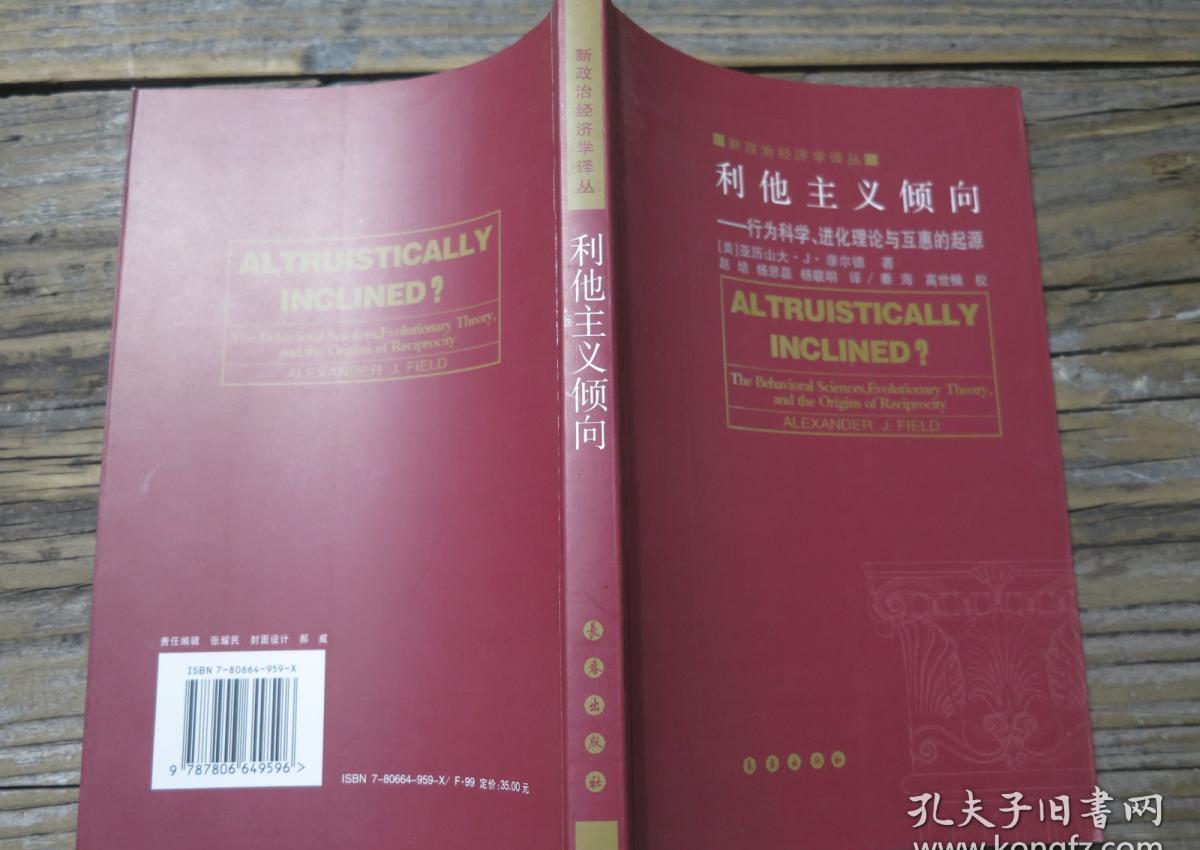 ALTRUISTICALLY
INCLINED?
The Behavioral Sciences,Evolutionary Theory,
and the Origins of Reciprocity
ALEXANDER J. FIELD
责任编辑 张耀民 封面设计 郝 威
ISBN 7-80664-959-X
9 787806 649596 >
ISBN 7-80664-959-X/F·99 定价:35.00元
新政治经济学译丛
利他主义倾向
長春出版社
新政治经济学译丛
利他主义倾向
——行为科学、进化理论与互惠的起源
[美]亚历山大·J·菲尔德 著
赵 培 杨思磊 杨联明 译/秦 海 高世楫 校
ALTRUISTICALLY
INCLINED?
The Behavioral Sciences,Evolutionary Theory,
and the Origins of Reciprocity
ALEXANDER J. FIELD
長春出版社
孔夫子旧书网
www.kongfz.com